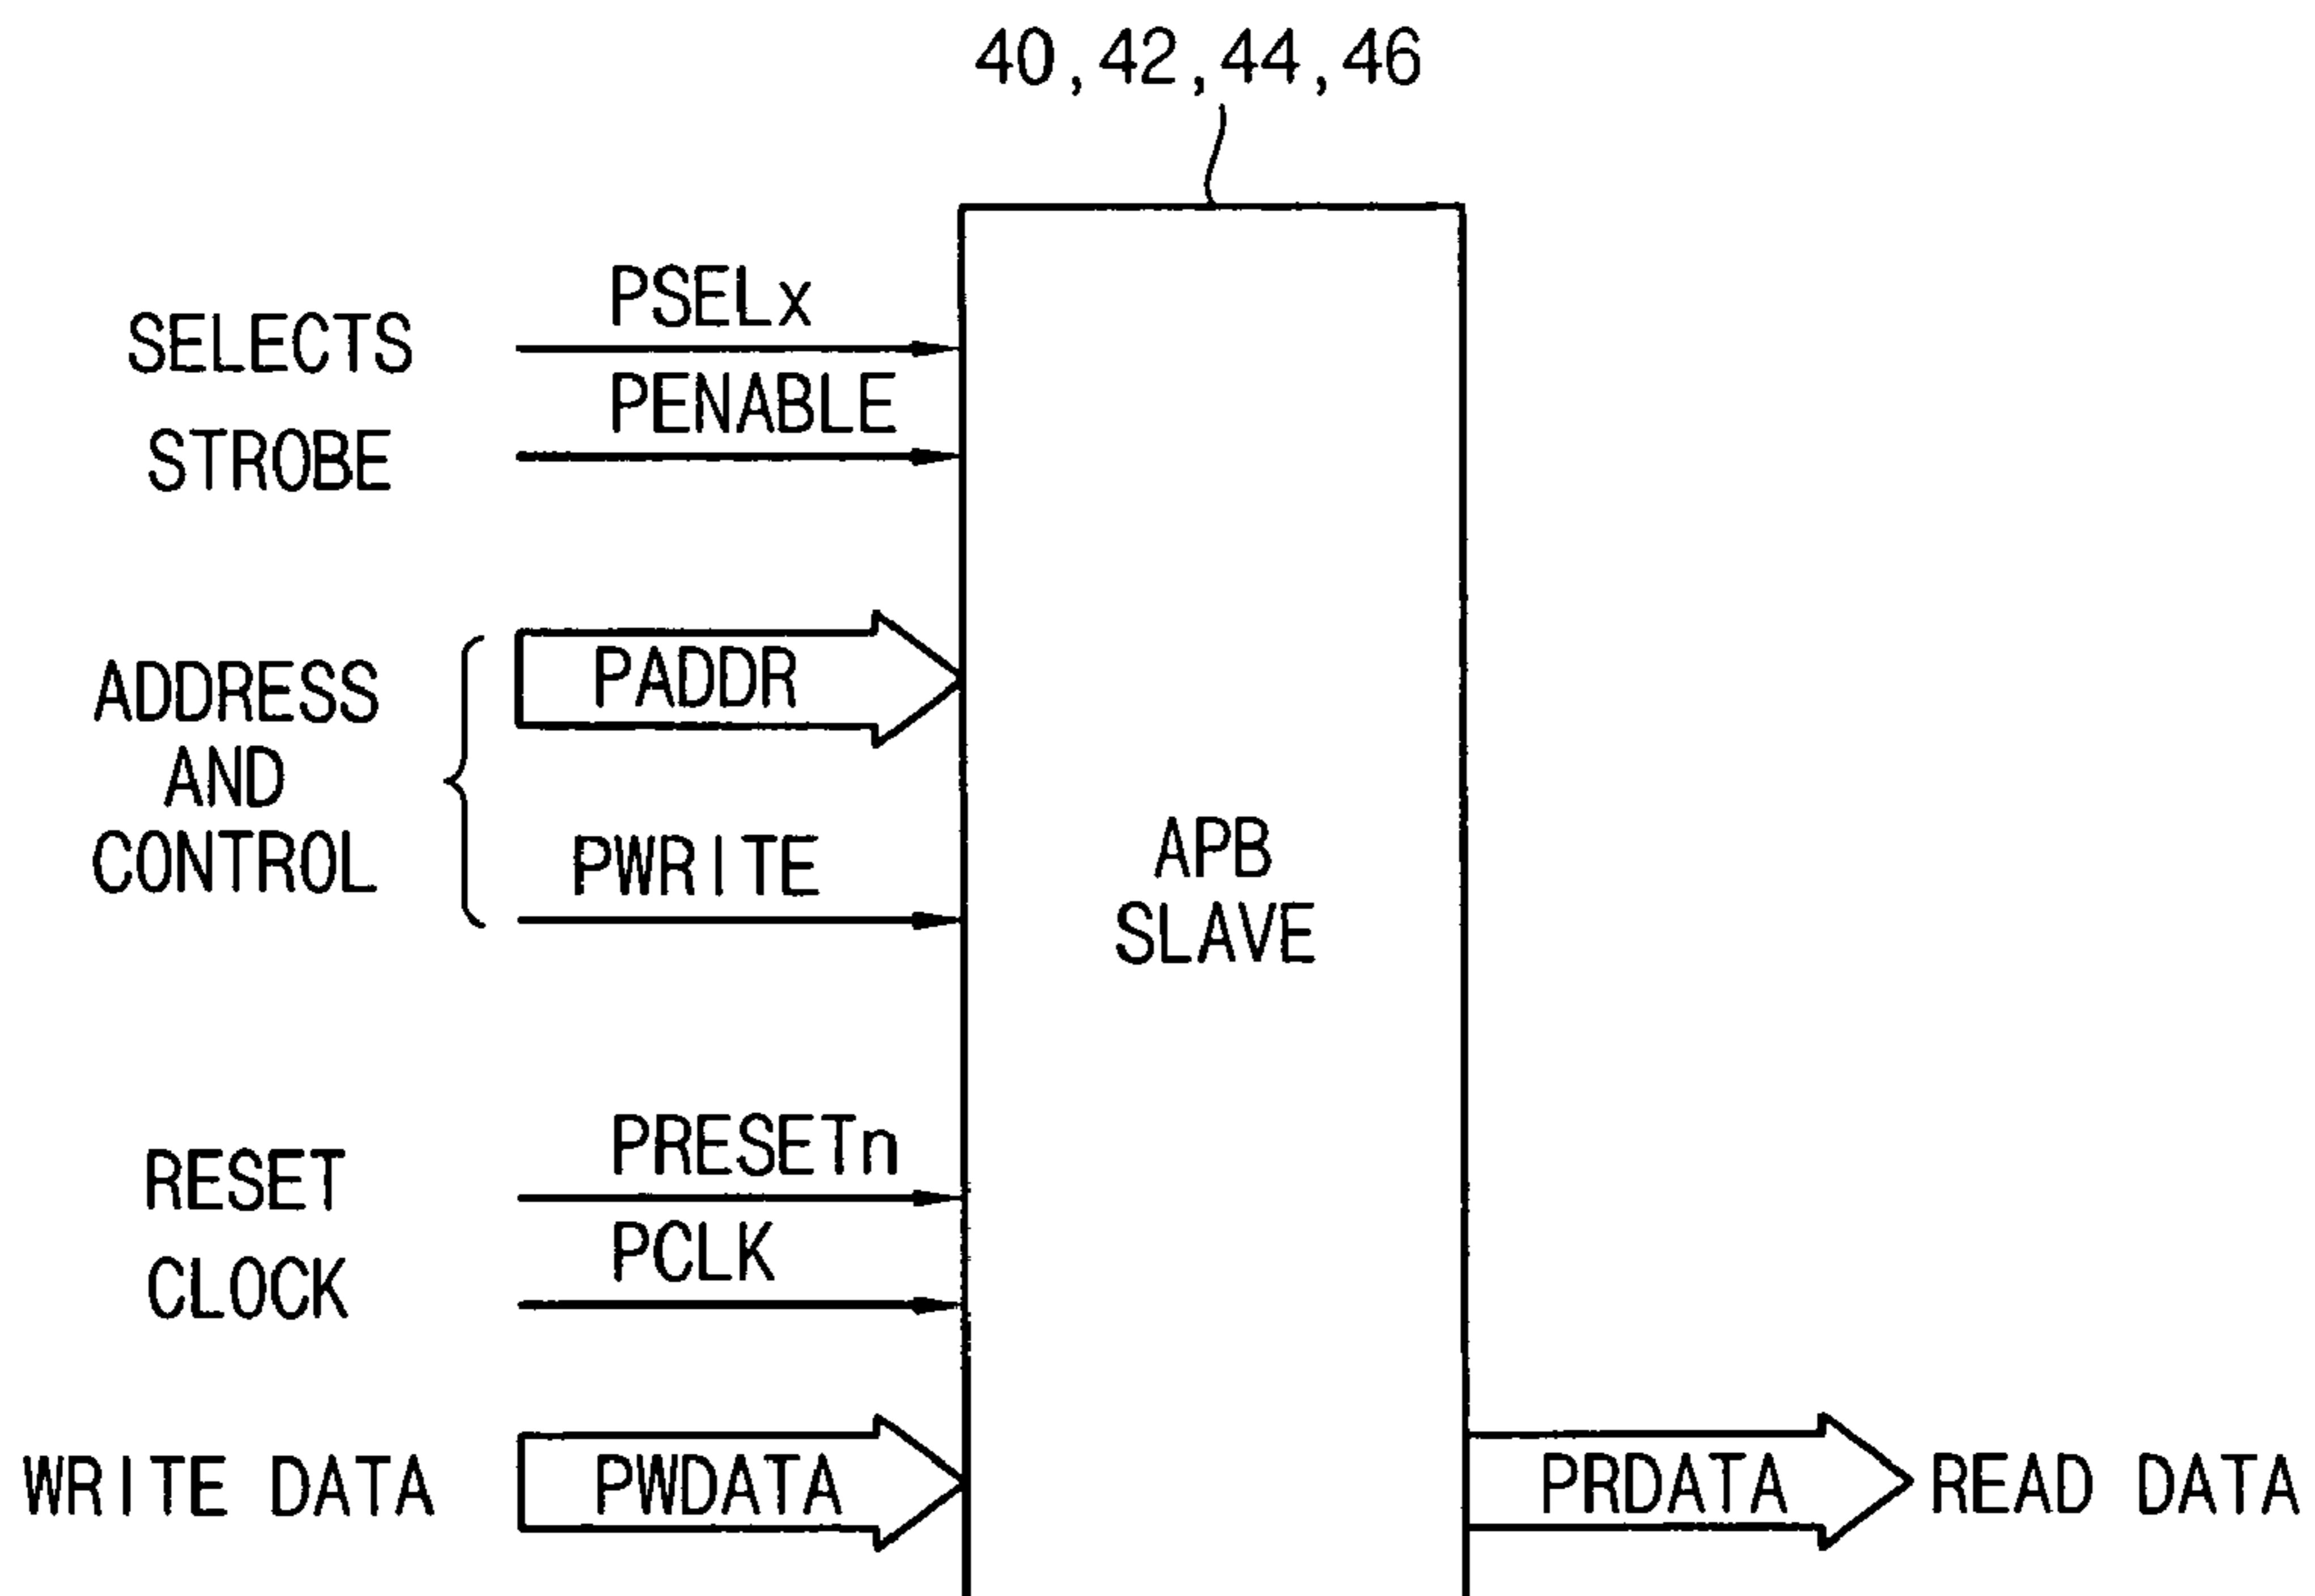 40,42,44,46
PSELx
SELECTS
PENABLE
STROBE
PADDR
ADDRESS
AND
CONTROL
PWRITE
APB
SLAVE
PRESETn
RESET
PCLK
CLOCK
WRITE DATA
PWDATA
PRDATA
READ DATA